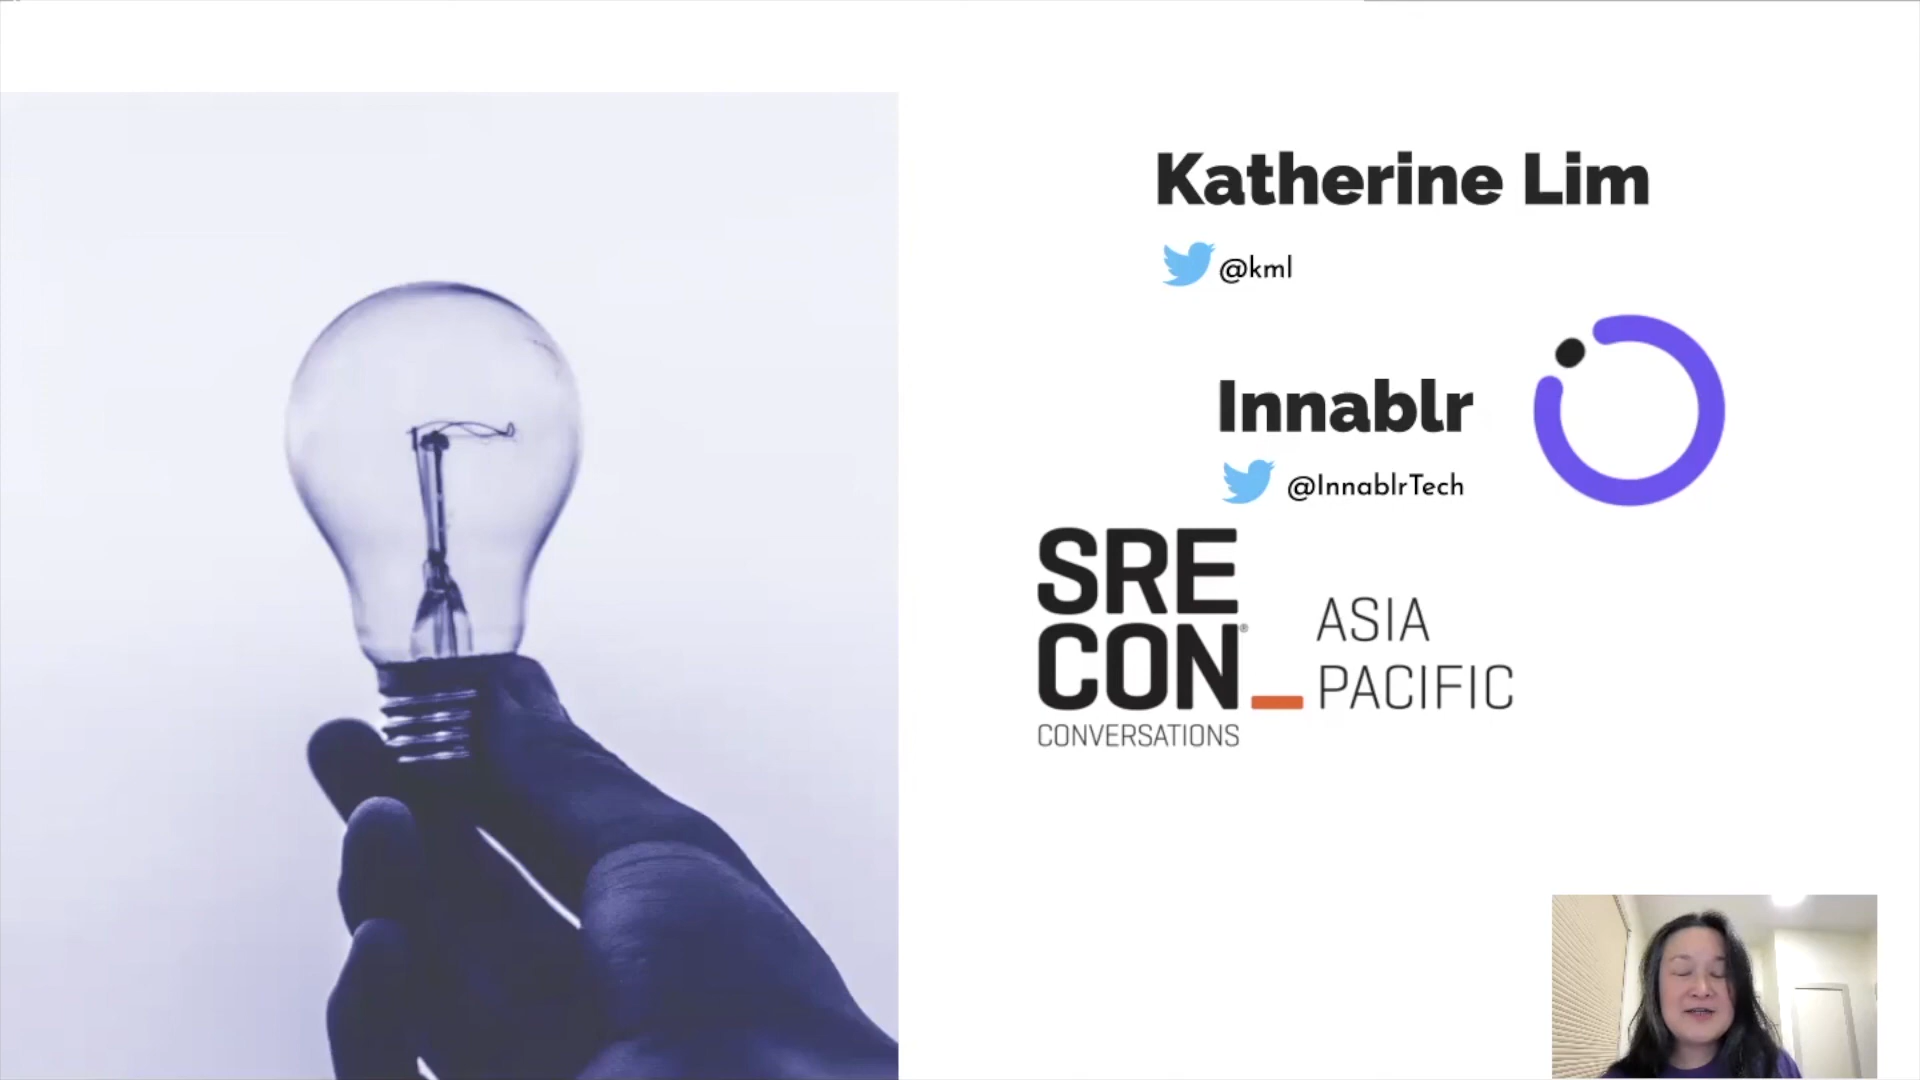 Katherine Lim
@kml
Innablr
@InnablrTech
SRE
CON®
CONVERSATIONS
ASIA
PACIFIC